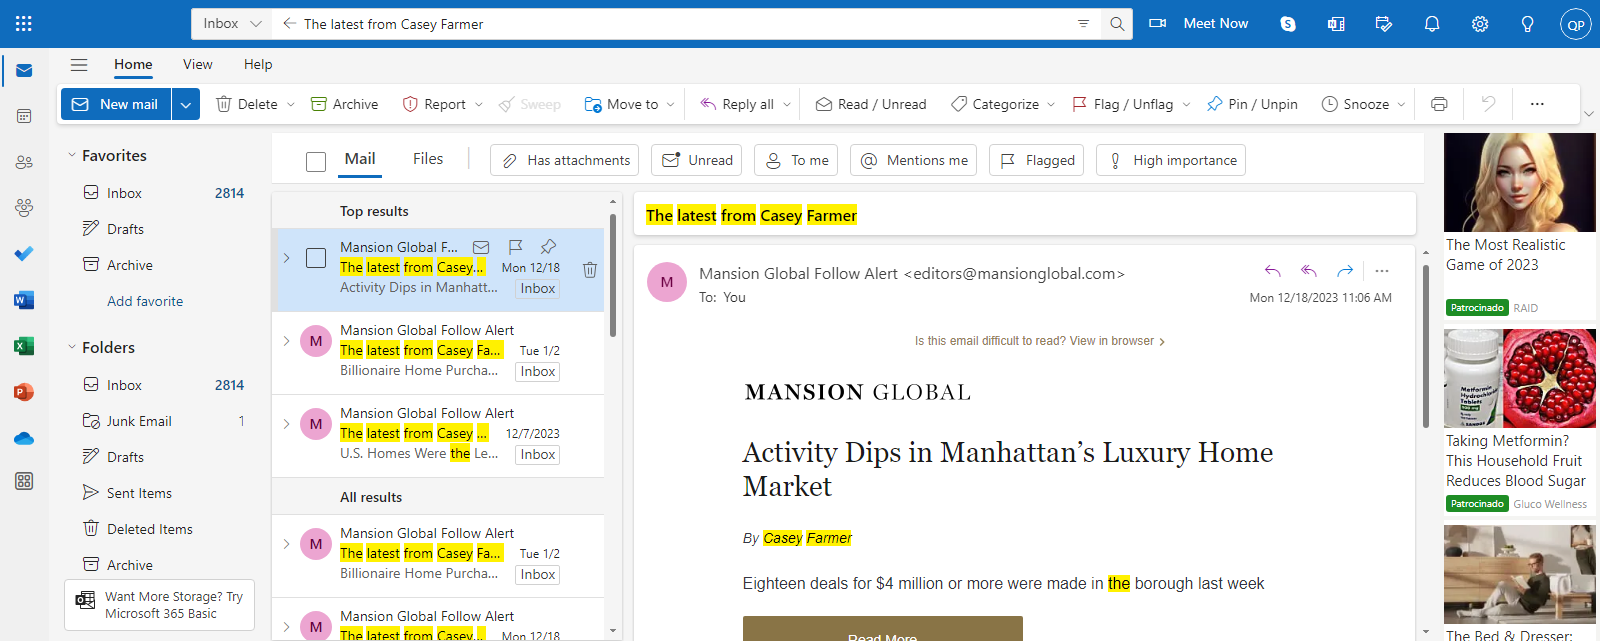 Inbox
The latest from Casey Farmer
Meet Now
QP
Home
View
Help
New mail
Delete
Archive
Report
Sweep
Move to
Reply all
Read / Unread
Categorize
Flag / Unflag
Pin / Unpin
Snooze
Favorites
Inbox 2814
Drafts
Archive
Add favorite
Folders
Inbox 2814
Junk Email 1
Drafts
Sent Items
Deleted Items
Archive
Want More Storage? Try
Microsoft 365 Basic
Mail
Files
Has attachments
Unread
To me
Mentions me
Flagged
High importance
Top results
Mansion Global F...
The latest from Casey... Mon 12/18
Activity Dips in Manhatt... Inbox
M
Mansion Global Follow Alert
The latest from Casey Fa... Tue 1/2
Billionaire Home Purcha... Inbox
M
Mansion Global Follow Alert
The latest from Casey ... 12/7/2023
U.S. Homes Were the Le... Inbox
All results
M
Mansion Global Follow Alert
The latest from Casey Fa... Tue 1/2
Billionaire Home Purcha... Inbox
M
Mansion Global Follow Alert
The latest from Casey... Mon 12/18
The latest from Casey Farmer
M
Mansion Global Follow Alert <editors@mansionglobal.com>
To: You
Mon 12/18/2023 11:06 AM
Is this email difficult to read? View in browser >
MANSION GLOBAL
Activity Dips in Manhattan’s Luxury Home
Market
By Casey Farmer
Eighteen deals for $4 million or more were made in the borough last week
Read More
The Most Realistic
Game of 2023
Patrocinado RAID
Metformin
Hydrochloride
Tablets
Taking Metformin?
This Household Fruit
Reduces Blood Sugar
Patrocinado Gluco Wellness
The Bed & Dresser: